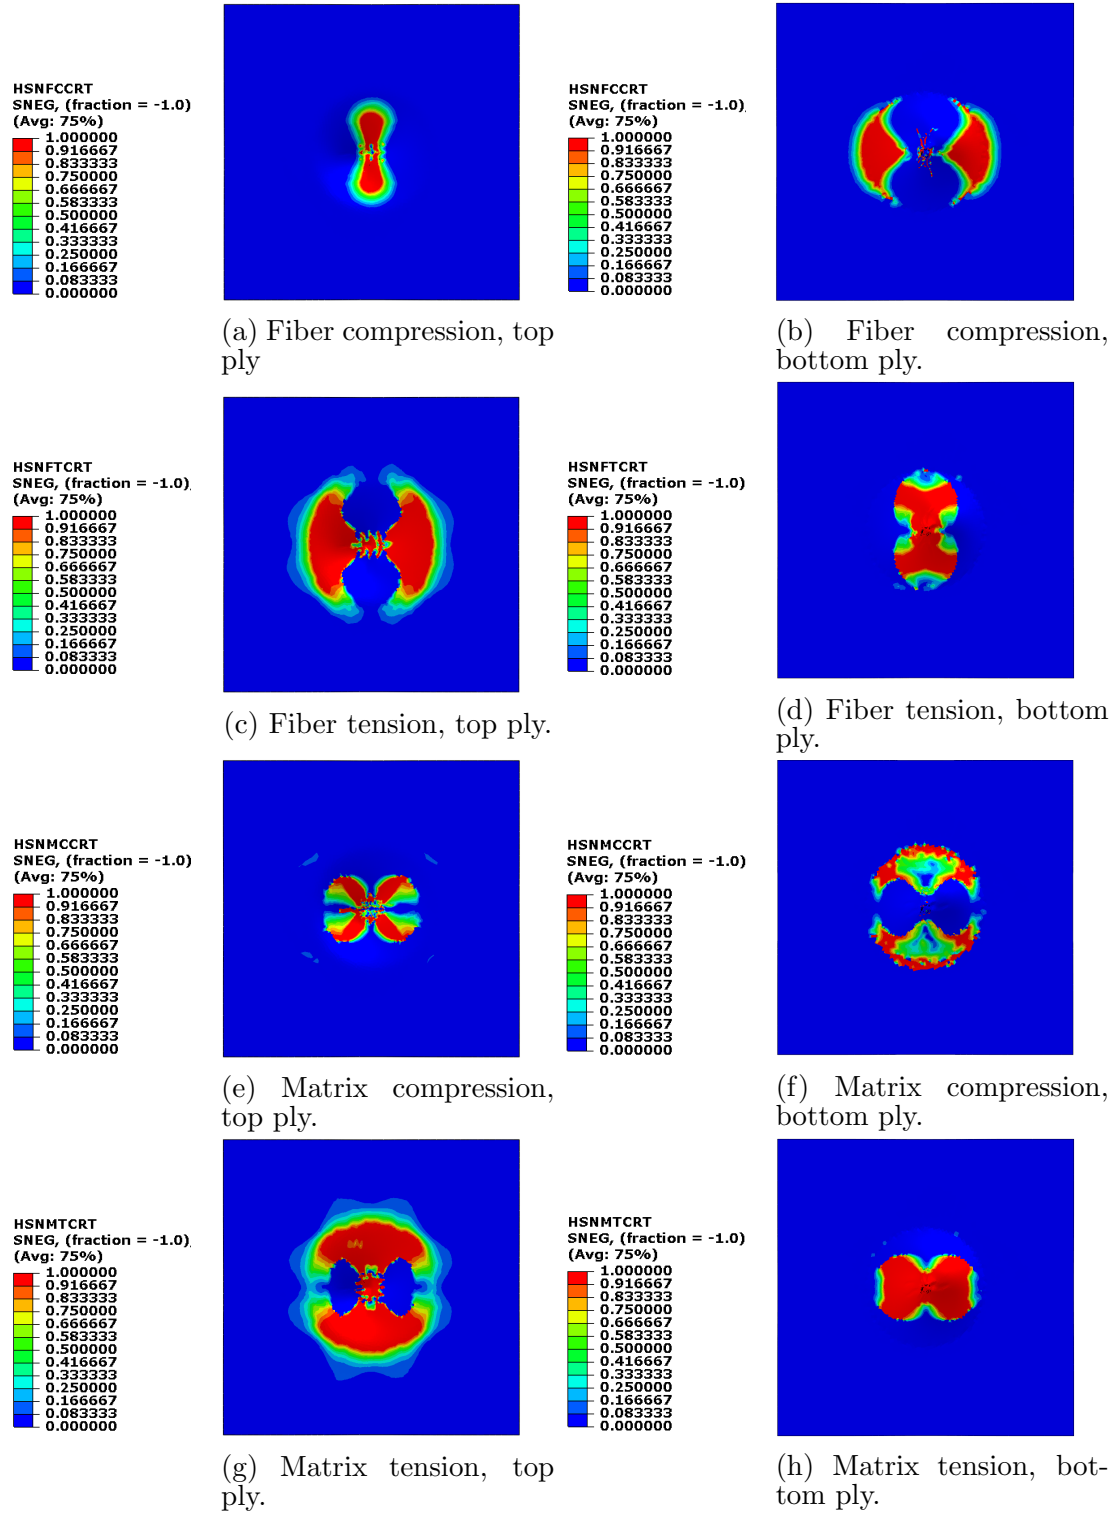 HSNFCCRT
SNEG, (fraction = -1.0)
(Avg: 75%)
1.000000
0.916667
0.833333
0.750000
0.666667
0.583333
0.500000
0.416667
0.333333
0.250000
0.166667
0.083333
0.000000
(a) Fiber compression, top
ply
HSNFCCRT
SNEG, (fraction = -1.0)
(Avg: 75%)
1.000000
0.916667
0.833333
0.750000
0.666667
0.583333
0.500000
0.416667
0.333333
0.250000
0.166667
0.083333
0.000000
(b) Fiber compression,
bottom ply.
HSNFTCRT
SNEG, (fraction = -1.0)
(Avg: 75%)
1.000000
0.916667
0.833333
0.750000
0.666667
0.583333
0.500000
0.416667
0.333333
0.250000
0.166667
0.083333
0.000000
(c) Fiber tension, top ply.
HSNFTCRT
SNEG, (fraction = -1.0)
(Avg: 75%)
1.000000
0.916667
0.833333
0.750000
0.666667
0.583333
0.500000
0.416667
0.333333
0.250000
0.166667
0.083333
0.000000
(d) Fiber tension, bottom
ply.
HSNMCCRT
SNEG, (fraction = -1.0)
(Avg: 75%)
1.000000
0.916667
0.833333
0.750000
0.666667
0.583333
0.500000
0.416667
0.333333
0.250000
0.166667
0.083333
0.000000
(e) Matrix compression,
top ply.
HSNMCCRT
SNEG, (fraction = -1.0)
(Avg: 75%)
1.000000
0.916667
0.833333
0.750000
0.666667
0.583333
0.500000
0.416667
0.333333
0.250000
0.166667
0.083333
0.000000
(f) Matrix compression,
bottom ply.
HSNMTCRT
SNEG, (fraction = -1.0)
(Avg: 75%)
1.000000
0.916667
0.833333
0.750000
0.666667
0.583333
0.500000
0.416667
0.333333
0.250000
0.166667
0.083333
0.000000
(g) Matrix tension, top
ply.
HSNMTCRT
SNEG, (fraction = -1.0)
(Avg: 75%)
1.000000
0.916667
0.833333
0.750000
0.666667
0.583333
0.500000
0.416667
0.333333
0.250000
0.166667
0.083333
0.000000
(h) Matrix tension, bot-
tom ply.